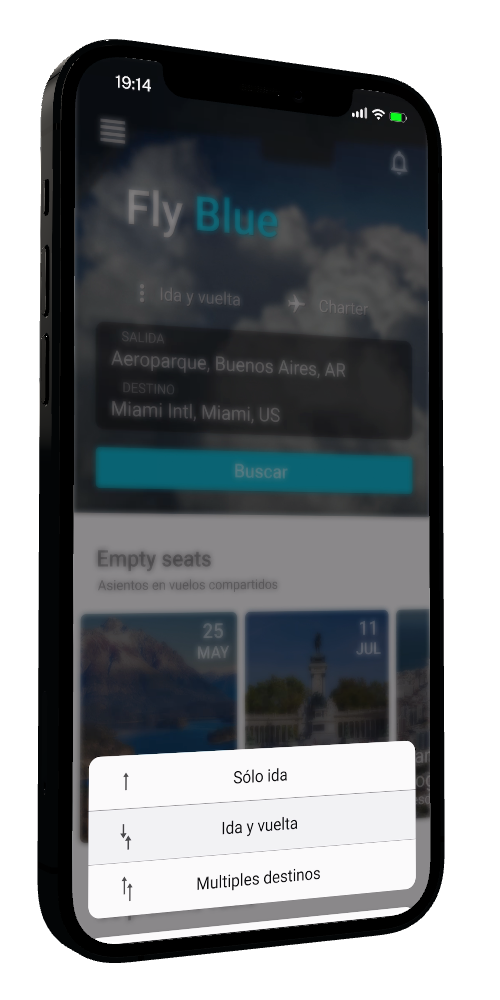 19:14
Fly Blue
Ida y vuelta
Charter
SALIDA
Aeroparque, Buenos Aires, AR
DESTINO
Miami Intl, Miami, US
Buscar
Empty seats
Asientos en vuelos compartidos
25
MAY
11
JUL
Sólo ida
Ida y vuelta
Multiples destinos